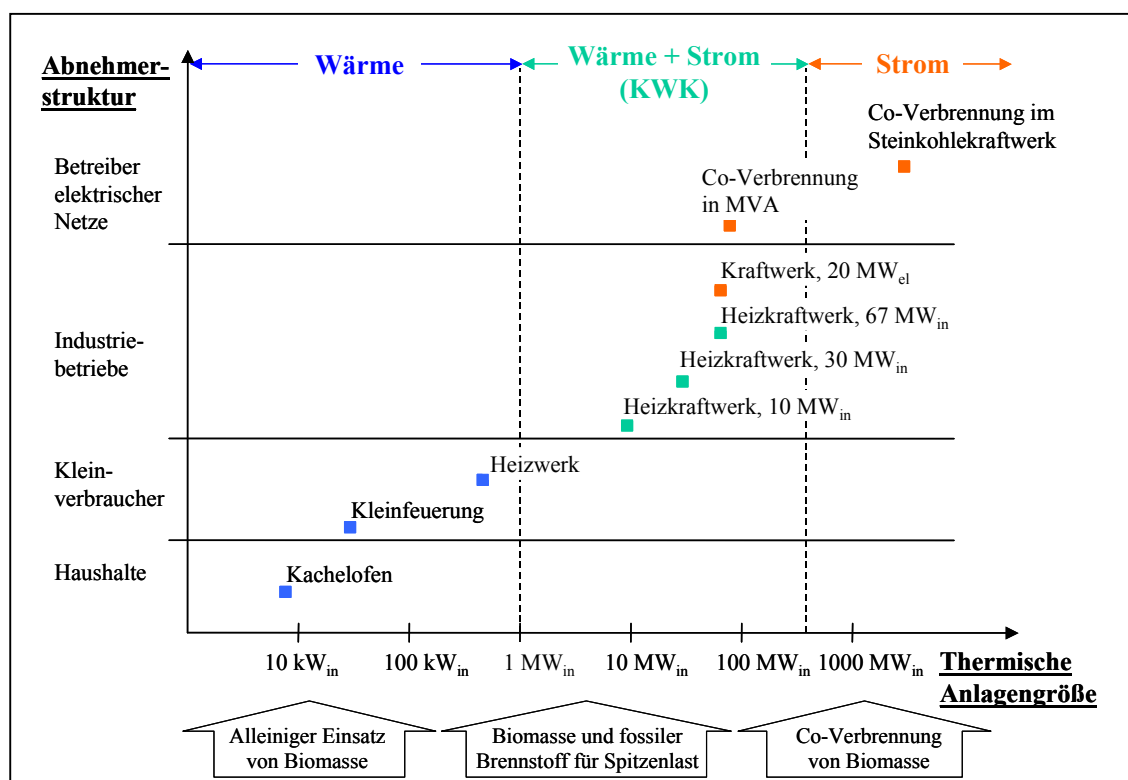 Abnehmer-
struktur
Wärme
Wärme + Strom
(KWK)
Strom
Betreiber
elektrischer
Netze
Co-Verbrennung im
Steinkohlekraftwerk
Co-Verbrennung
in MVA
Industrie-
betriebe
Kraftwerk, 20 MWel
Heizkraftwerk, 67 MWin
Heizkraftwerk, 30 MWin
Heizkraftwerk, 10 MWin
Klein-
verbraucher
Heizwerk
Kleinfeuerung
Haushalte
Kachelofen
10 kWin
100 kWin
1 MWin
10 MWin
100 MWin
1000 MWin
Thermische
Anlagengröße
Alleiniger Einsatz
von Biomasse
Biomasse und fossiler
Brennstoff für Spitzenlast
Co-Verbrennung
von Biomasse